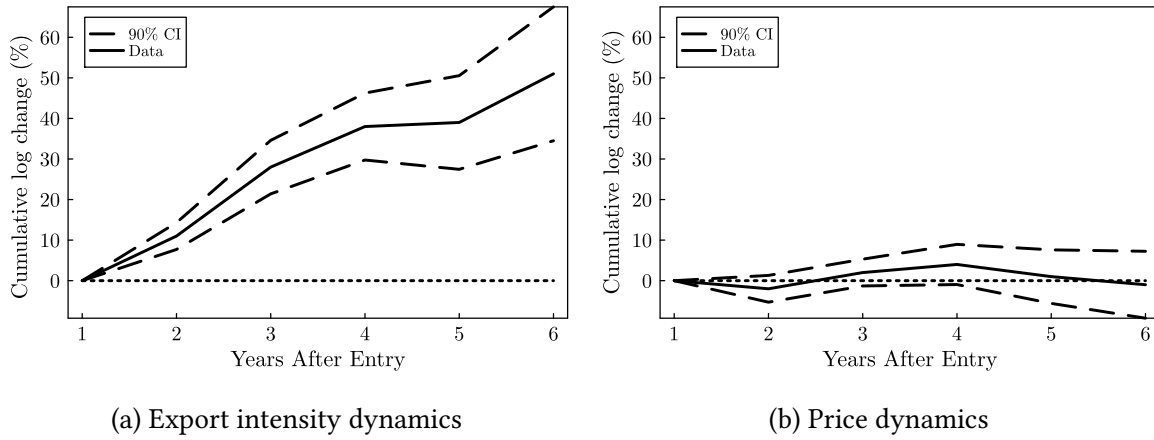 90% CI
Data
Cumulative log change (%)
60
50
40
30
20
10
0
1 2 3 4 5 6
Years After Entry
(a) Export intensity dynamics
90% CI
Data
Cumulative log change (%)
60
50
40
30
20
10
0
1 2 3 4 5 6
Years After Entry
(b) Price dynamics